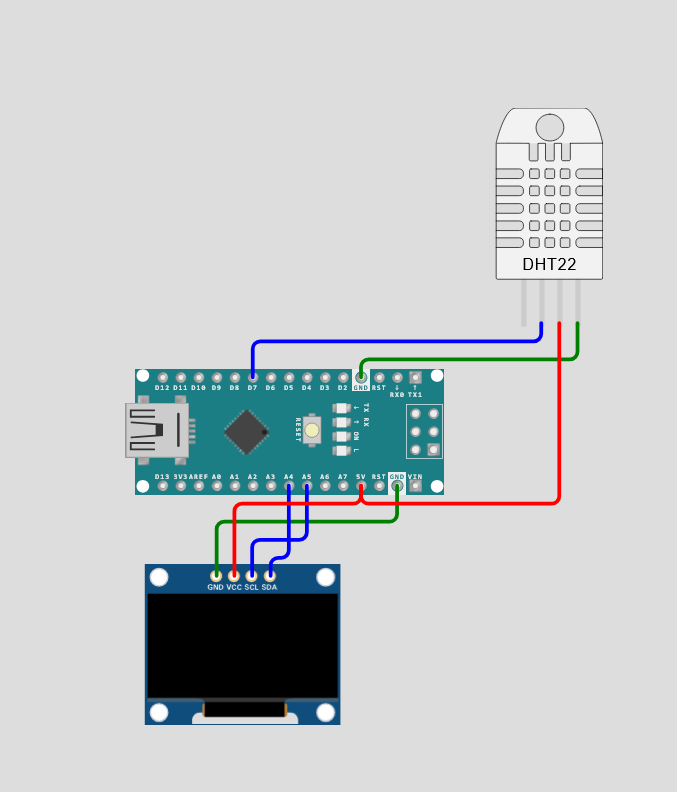 DHT22
D12 D11 D10 D9 D8 D7 D6 D5 D4 D3 D2 GND RST ↓ ↑
RX0 TX1
RESET
TX RX
↓ ↑
ON L
D13 3V3 AREF A0 A1 A2 A3 A4 A5 A6 A7 5V RST GND VIN
GND VCC SCL SDA